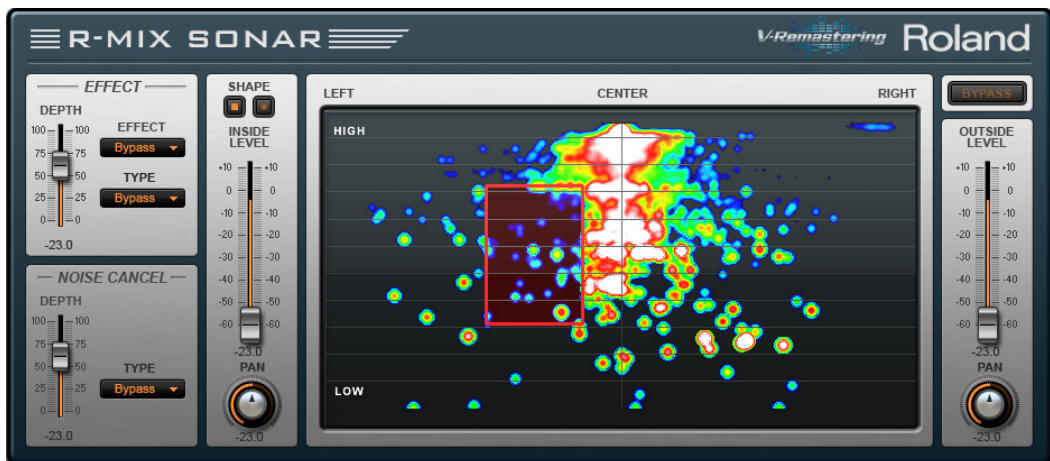 R-MIX SONAR
V-Remastering
Roland
EFFECT
DEPTH
100 100
75 75
50 50
25 25
0 0
-23.0
EFFECT
Bypass
TYPE
Bypass
NOISE CANCEL
DEPTH
100 100
75 75
50 50
25 25
0 0
-23.0
TYPE
Bypass
SHAPE
INSIDE
LEVEL
+10 +10
0 0
-10 -10
-20 -20
-30 -30
-40 -40
-50 -50
-60 -60
-23.0
PAN
-23.0
LEFT CENTER RIGHT
HIGH
LOW
BYPASS
OUTSIDE
LEVEL
+10 +10
0 0
-10 -10
-20 -20
-30 -30
-40 -40
-50 -50
-60 -60
-23.0
PAN
-23.0